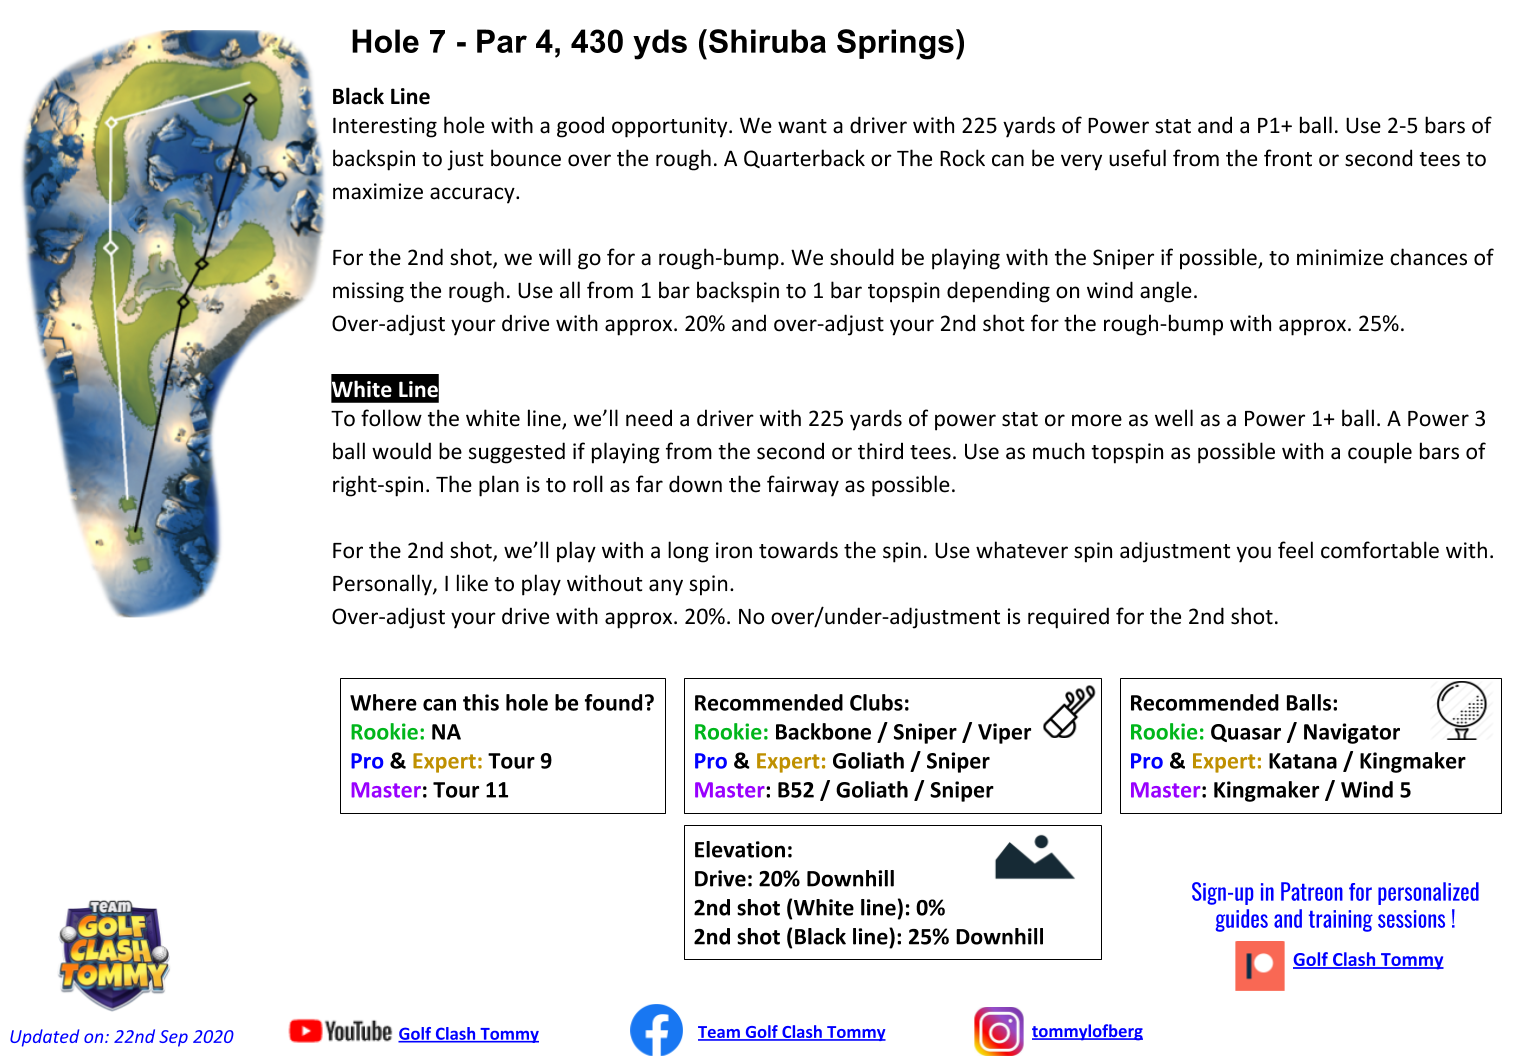 Hole 7 - Par 4, 430 yds (Shiruba Springs)
Black Line
Interesting hole with a good opportunity. We want a driver with 225 yards of Power stat and a P1+ ball. Use 2-5 bars of
backspin to just bounce over the rough. A Quarterback or The Rock can be very useful from the front or second tees to
maximize accuracy.
For the 2nd shot, we will go for a rough-bump. We should be playing with the Sniper if possible, to minimize chances of
missing the rough. Use all from 1 bar backspin to 1 bar topspin depending on wind angle.
Over-adjust your drive with approx. 20% and over-adjust your 2nd shot for the rough-bump with approx. 25%.
White Line
To follow the white line, we’ll need a driver with 225 yards of power stat or more as well as a Power 1+ ball. A Power 3
ball would be suggested if playing from the second or third tees. Use as much topspin as possible with a couple bars of
right-spin. The plan is to roll as far down the fairway as possible.
For the 2nd shot, we’ll play with a long iron towards the spin. Use whatever spin adjustment you feel comfortable with.
Personally, I like to play without any spin.
Over-adjust your drive with approx. 20%. No over/under-adjustment is required for the 2nd shot.
Where can this hole be found?
Rookie: NA
Pro & Expert: Tour 9
Master: Tour 11
Recommended Clubs:
Rookie: Backbone / Sniper / Viper
Pro & Expert: Goliath / Sniper
Master: B52 / Goliath / Sniper
Recommended Balls:
Rookie: Quasar / Navigator
Pro & Expert: Katana / Kingmaker
Master: Kingmaker / Wind 5
Elevation:
Drive: 20% Downhill
2nd shot (White line): 0%
2nd shot (Black line): 25% Downhill
Sign-up in Patreon for personalized
guides and training sessions !
Golf Clash Tommy
TEAM
GOLF
CLASH
TOMMY
Updated on: 22nd Sep 2020
YouTube Golf Clash Tommy
Team Golf Clash Tommy
tommylofberg